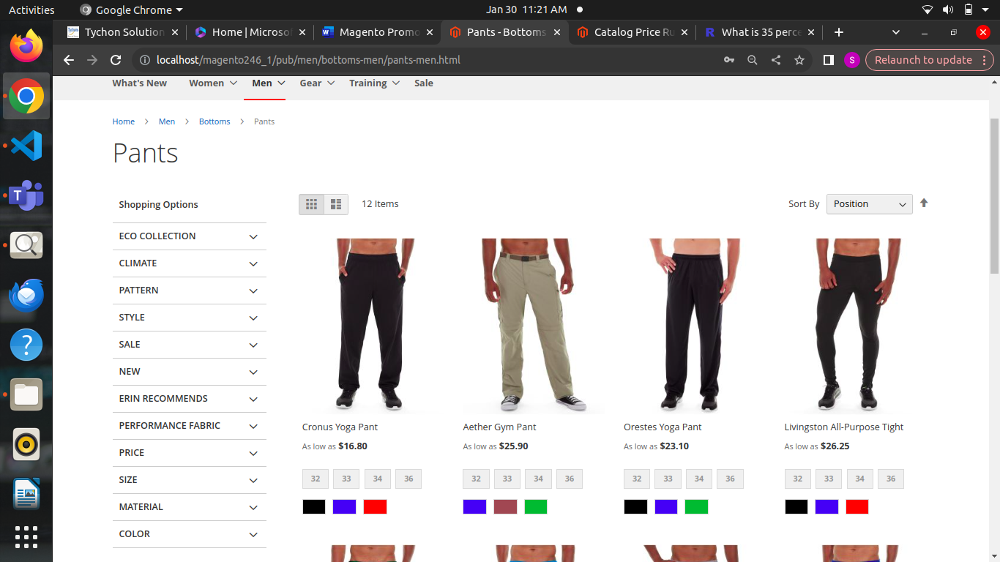 Activities Google Chrome Jan 30 11:21 AM
Tychon Solution Home | Microsof Magento Promo Pants - Bottoms Catalog Price Ru R What is 35 perce
localhost/magento246_1/pub/men/bottoms-men/pants-men.html S Relaunch to update
What's New Women Men Gear Training Sale
Home Men Bottoms Pants
Pants
Shopping Options
12 Items Sort By Position
ECO COLLECTION
CLIMATE
PATTERN
STYLE
SALE
NEW
ERIN RECOMMENDS
PERFORMANCE FABRIC
PRICE
SIZE
MATERIAL
COLOR
Cronus Yoga Pant
As low as $16.80
32 33 34 36
Aether Gym Pant
As low as $25.90
32 33 34 36
Orestes Yoga Pant
As low as $23.10
32 33 34 36
Livingston All-Purpose Tight
As low as $26.25
32 33 34 36